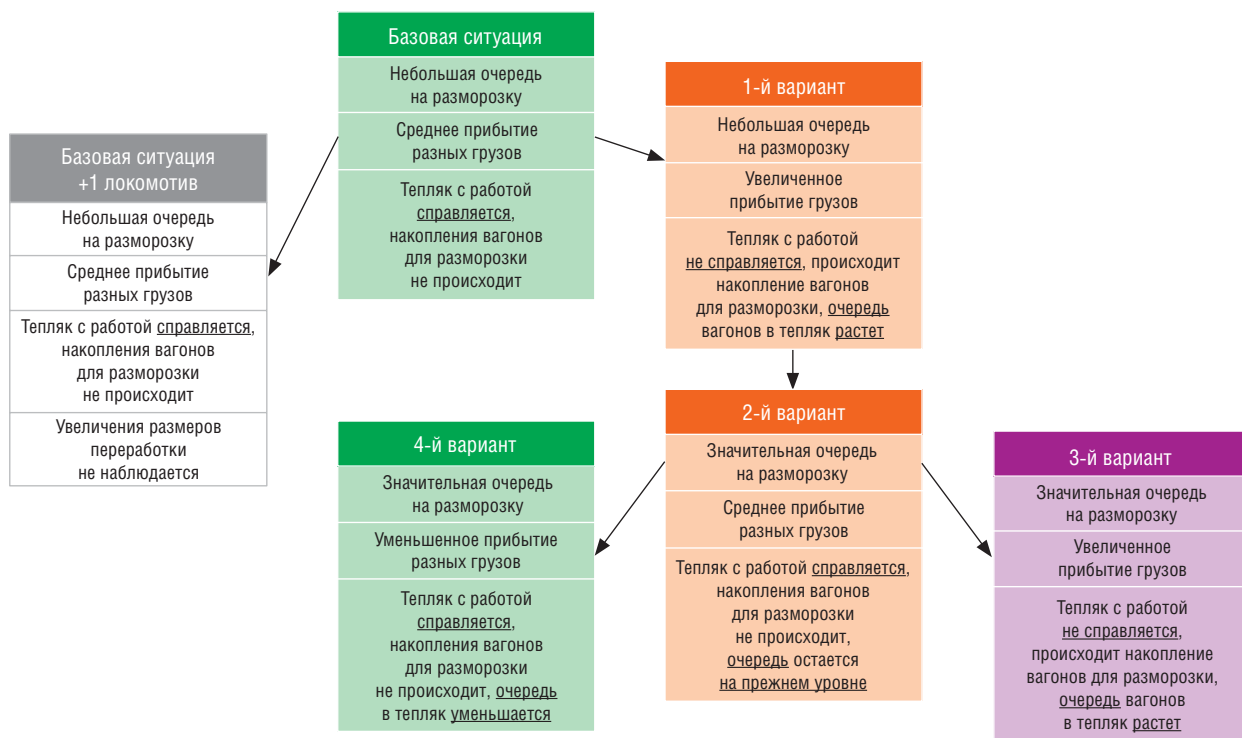 Базовая ситуация
Небольшая очередь
на разморозку
Среднее прибытие
разных грузов
Тепляк с работой
справляется,
накопления вагонов
для разморозки
не происходит
1-й вариант
Небольшая очередь
на разморозку
Увеличенное
прибытие грузов
Тепляк с работой
не справляется, происходит
накопление вагонов
для разморозки, очередь
вагонов в тепляк растет
Базовая ситуация
+1 локомотив
Небольшая очередь
на разморозку
Среднее прибытие
разных грузов
Тепляк с работой справляется,
накопления вагонов
для разморозки
не происходит
Увеличения размеров
переработки
не наблюдается
4-й вариант
Значительная очередь
на разморозку
Уменьшенное прибытие
разных грузов
Тепляк с работой
справляется,
накопления вагонов
для разморозки
не происходит, очередь
в тепляк уменьшается
2-й вариант
Значительная очередь
на разморозку
Среднее прибытие
разных грузов
Тепляк с работой справляется,
накопления вагонов
для разморозки
не происходит,
очередь остается
на прежнем уровне
3-й вариант
Значительная очередь
на разморозку
Увеличенное
прибытие грузов
Тепляк с работой
не справляется,
происходит накопление
вагонов для разморозки,
очередь вагонов
в тепляк растет